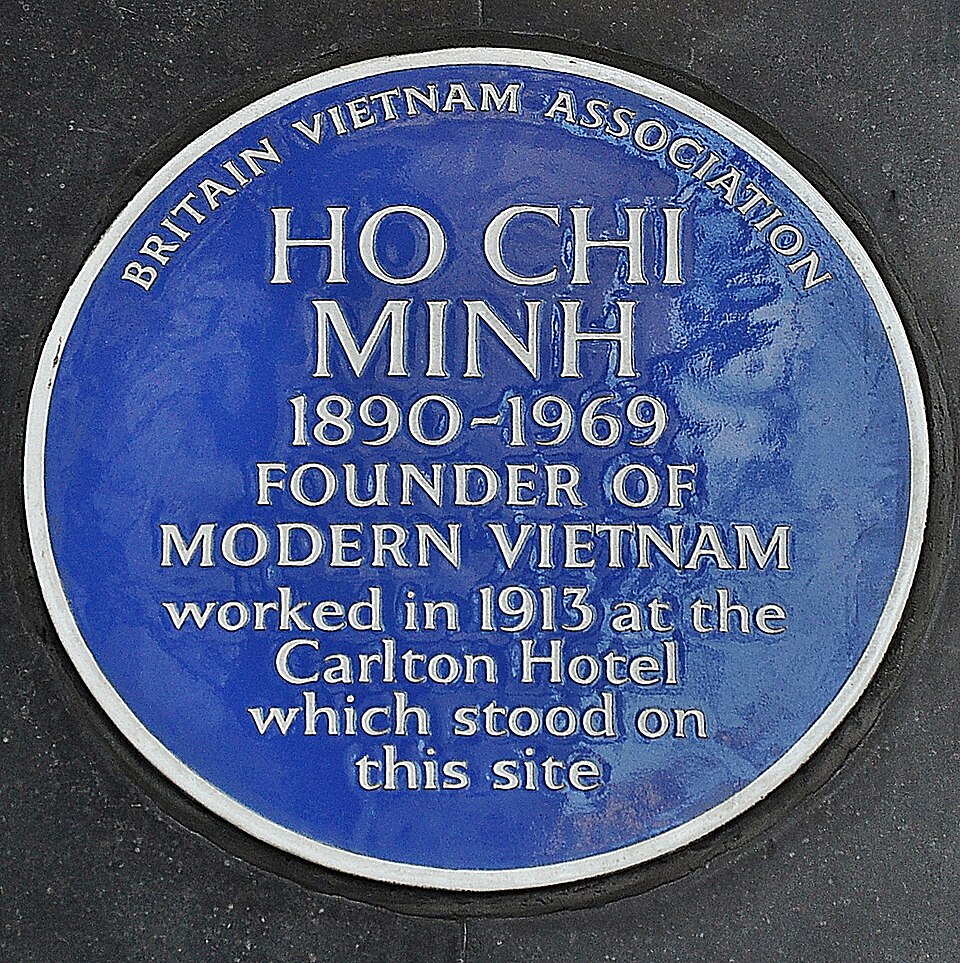 BRITAIN VIETNAM ASSOCIATION
HO CHI
MINH
1890-1969
FOUNDER OF
MODERN VIETNAM
worked in 1913 at the
Carlton Hotel
which stood on
this site